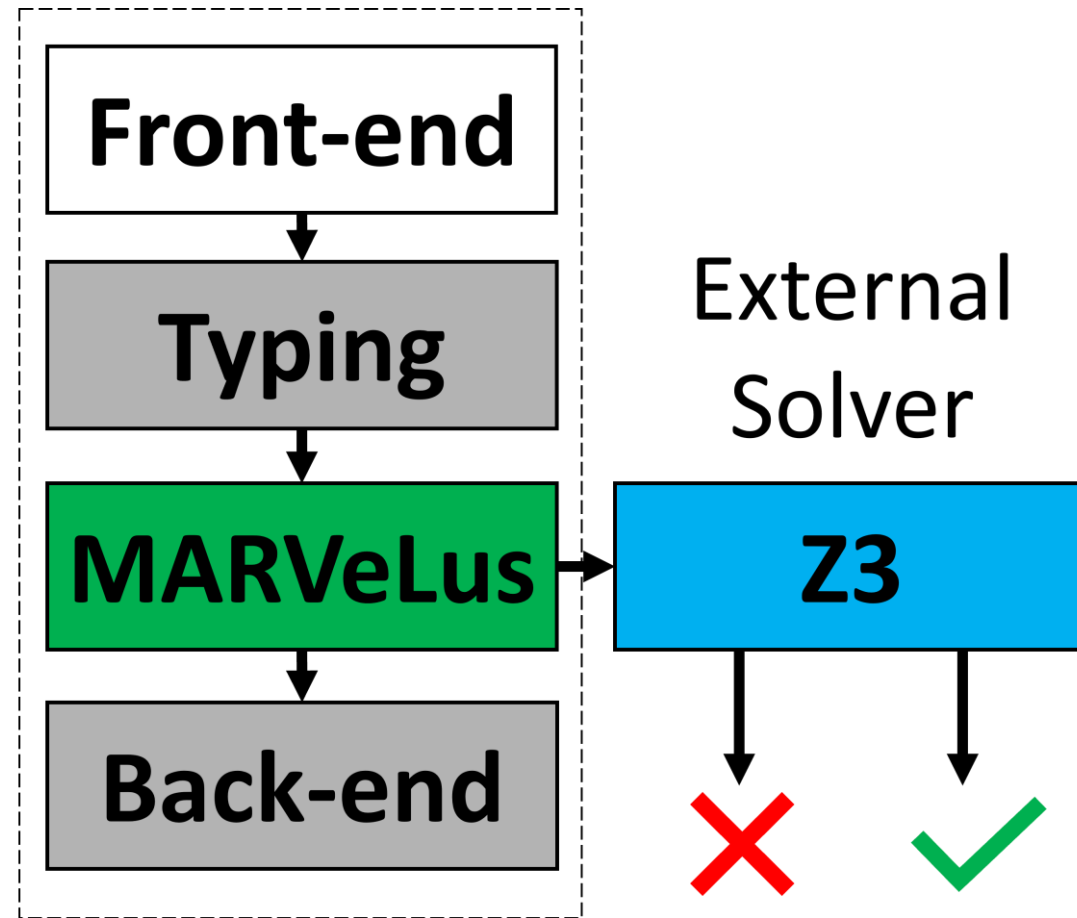 Front-end
Typing
MARVeLus
Back-end
External
Solver
Z3